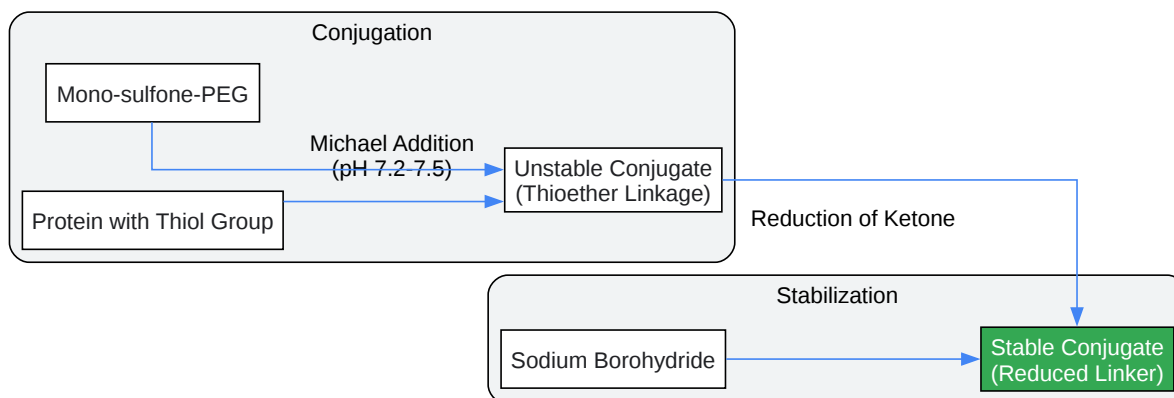 Conjugation
Mono-sulfone-PEG
Michael Addition
(pH 7.2-7.5)
Unstable Conjugate
(Thioether Linkage)
Protein with Thiol Group
Reduction of Ketone
Stabilization
Sodium Borohydride
Stable Conjugate
(Reduced Linker)